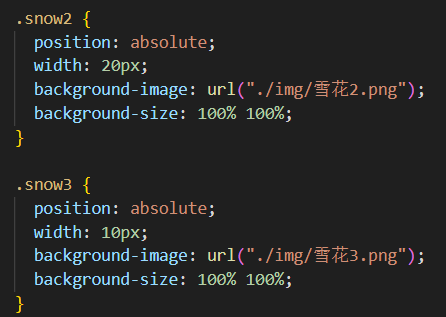 .snow2 {
position: absolute;
width: 20px;
background-image: url("./img/雪花2.png");
background-size: 100% 100%;
}
.snow3 {
position: absolute;
width: 10px;
background-image: url("./img/雪花3.png");
background-size: 100% 100%;
}